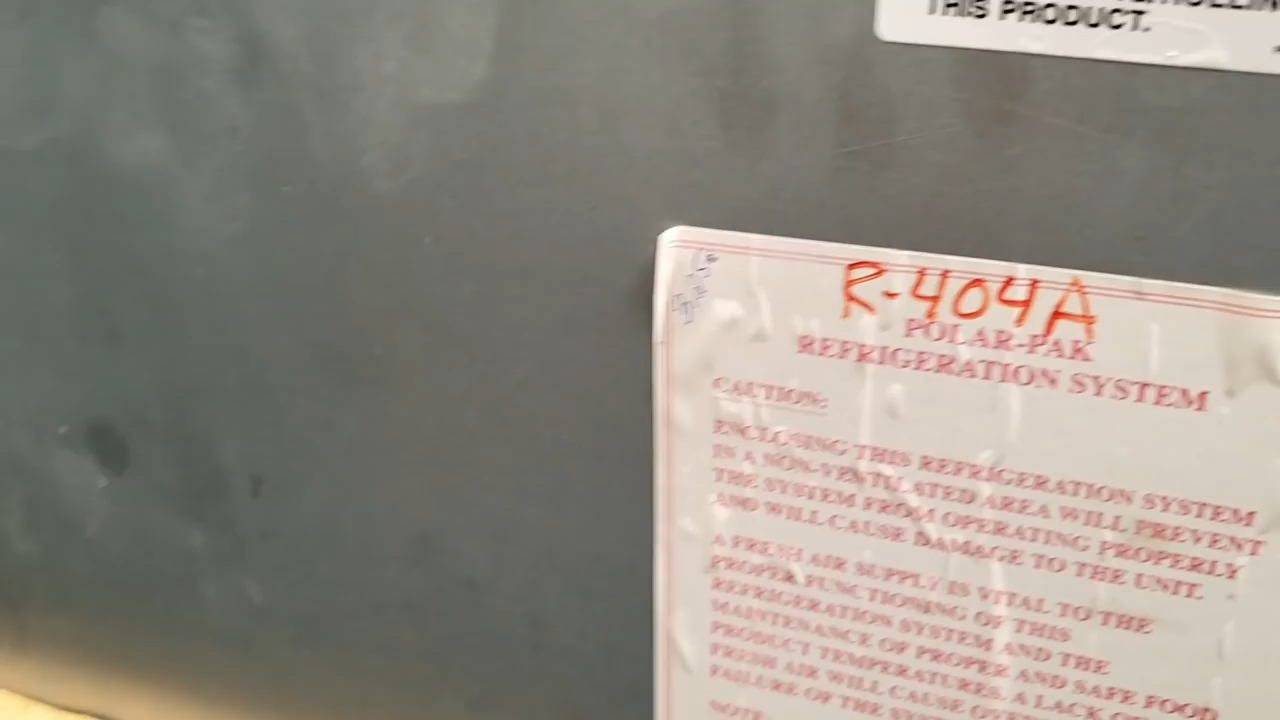 THIS PRODUCT.
R-404A
POLAR-PAK
REFRIGERATION SYSTEM
CAUTION:
ENCLOSING THIS REFRIGERATION SYSTEM
IN A NON-VENTILATED AREA WILL PREVENT
THE SYSTEM FROM OPERATING PROPERLY
AND WILL CAUSE DAMAGE TO THE UNIT.
A FRESH AIR SUPPLY IS VITAL TO THE
PROPER FUNCTIONING OF THIS
REFRIGERATION SYSTEM AND THE
MAINTENANCE OF PROPER AND SAFE FOOD
PRODUCT TEMPERATURES. A LACK
FRESH AIR WILL CAUSE
FAILURE OF THE
NOTE: